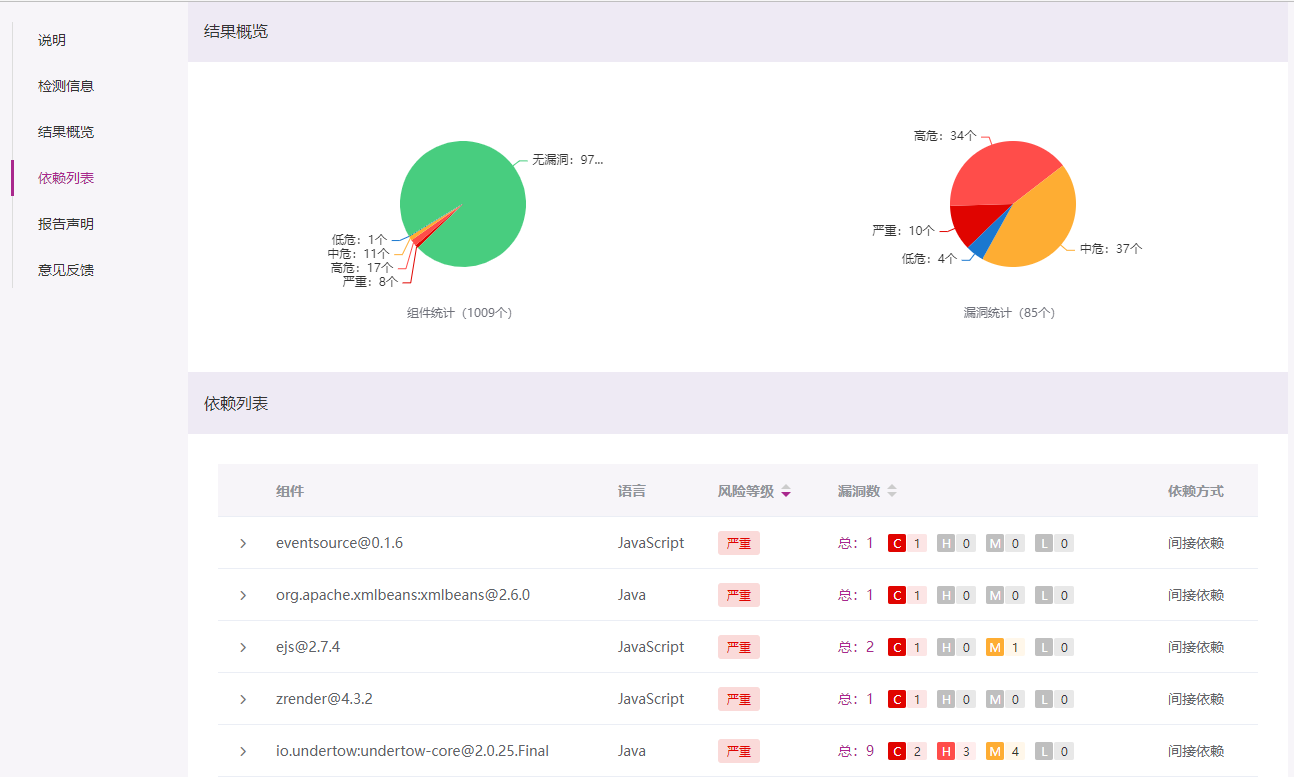 说明
检测信息
结果概览
依赖列表
报告声明
意见反馈
结果概览
无漏洞：97...
低危：1个
中危：11个
高危：17个
严重：8个
组件统计（1009个）
高危：34个
严重：10个
低危：4个
中危：37个
漏洞统计（85个）
依赖列表
组件 语言 风险等级 漏洞数 依赖方式
eventsource@0.1.6 JavaScript 严重 总：1 C 1 H 0 M 0 L 0 间接依赖
org.apache.xmlbeans:xmlbeans@2.6.0 Java 严重 总：1 C 1 H 0 M 0 L 0 间接依赖
ejs@2.7.4 JavaScript 严重 总：2 C 1 H 0 M 1 L 0 间接依赖
zrender@4.3.2 JavaScript 严重 总：1 C 1 H 0 M 0 L 0 间接依赖
io.undertow:undertow-core@2.0.25.Final Java 严重 总：9 C 2 H 3 M 4 L 0 间接依赖